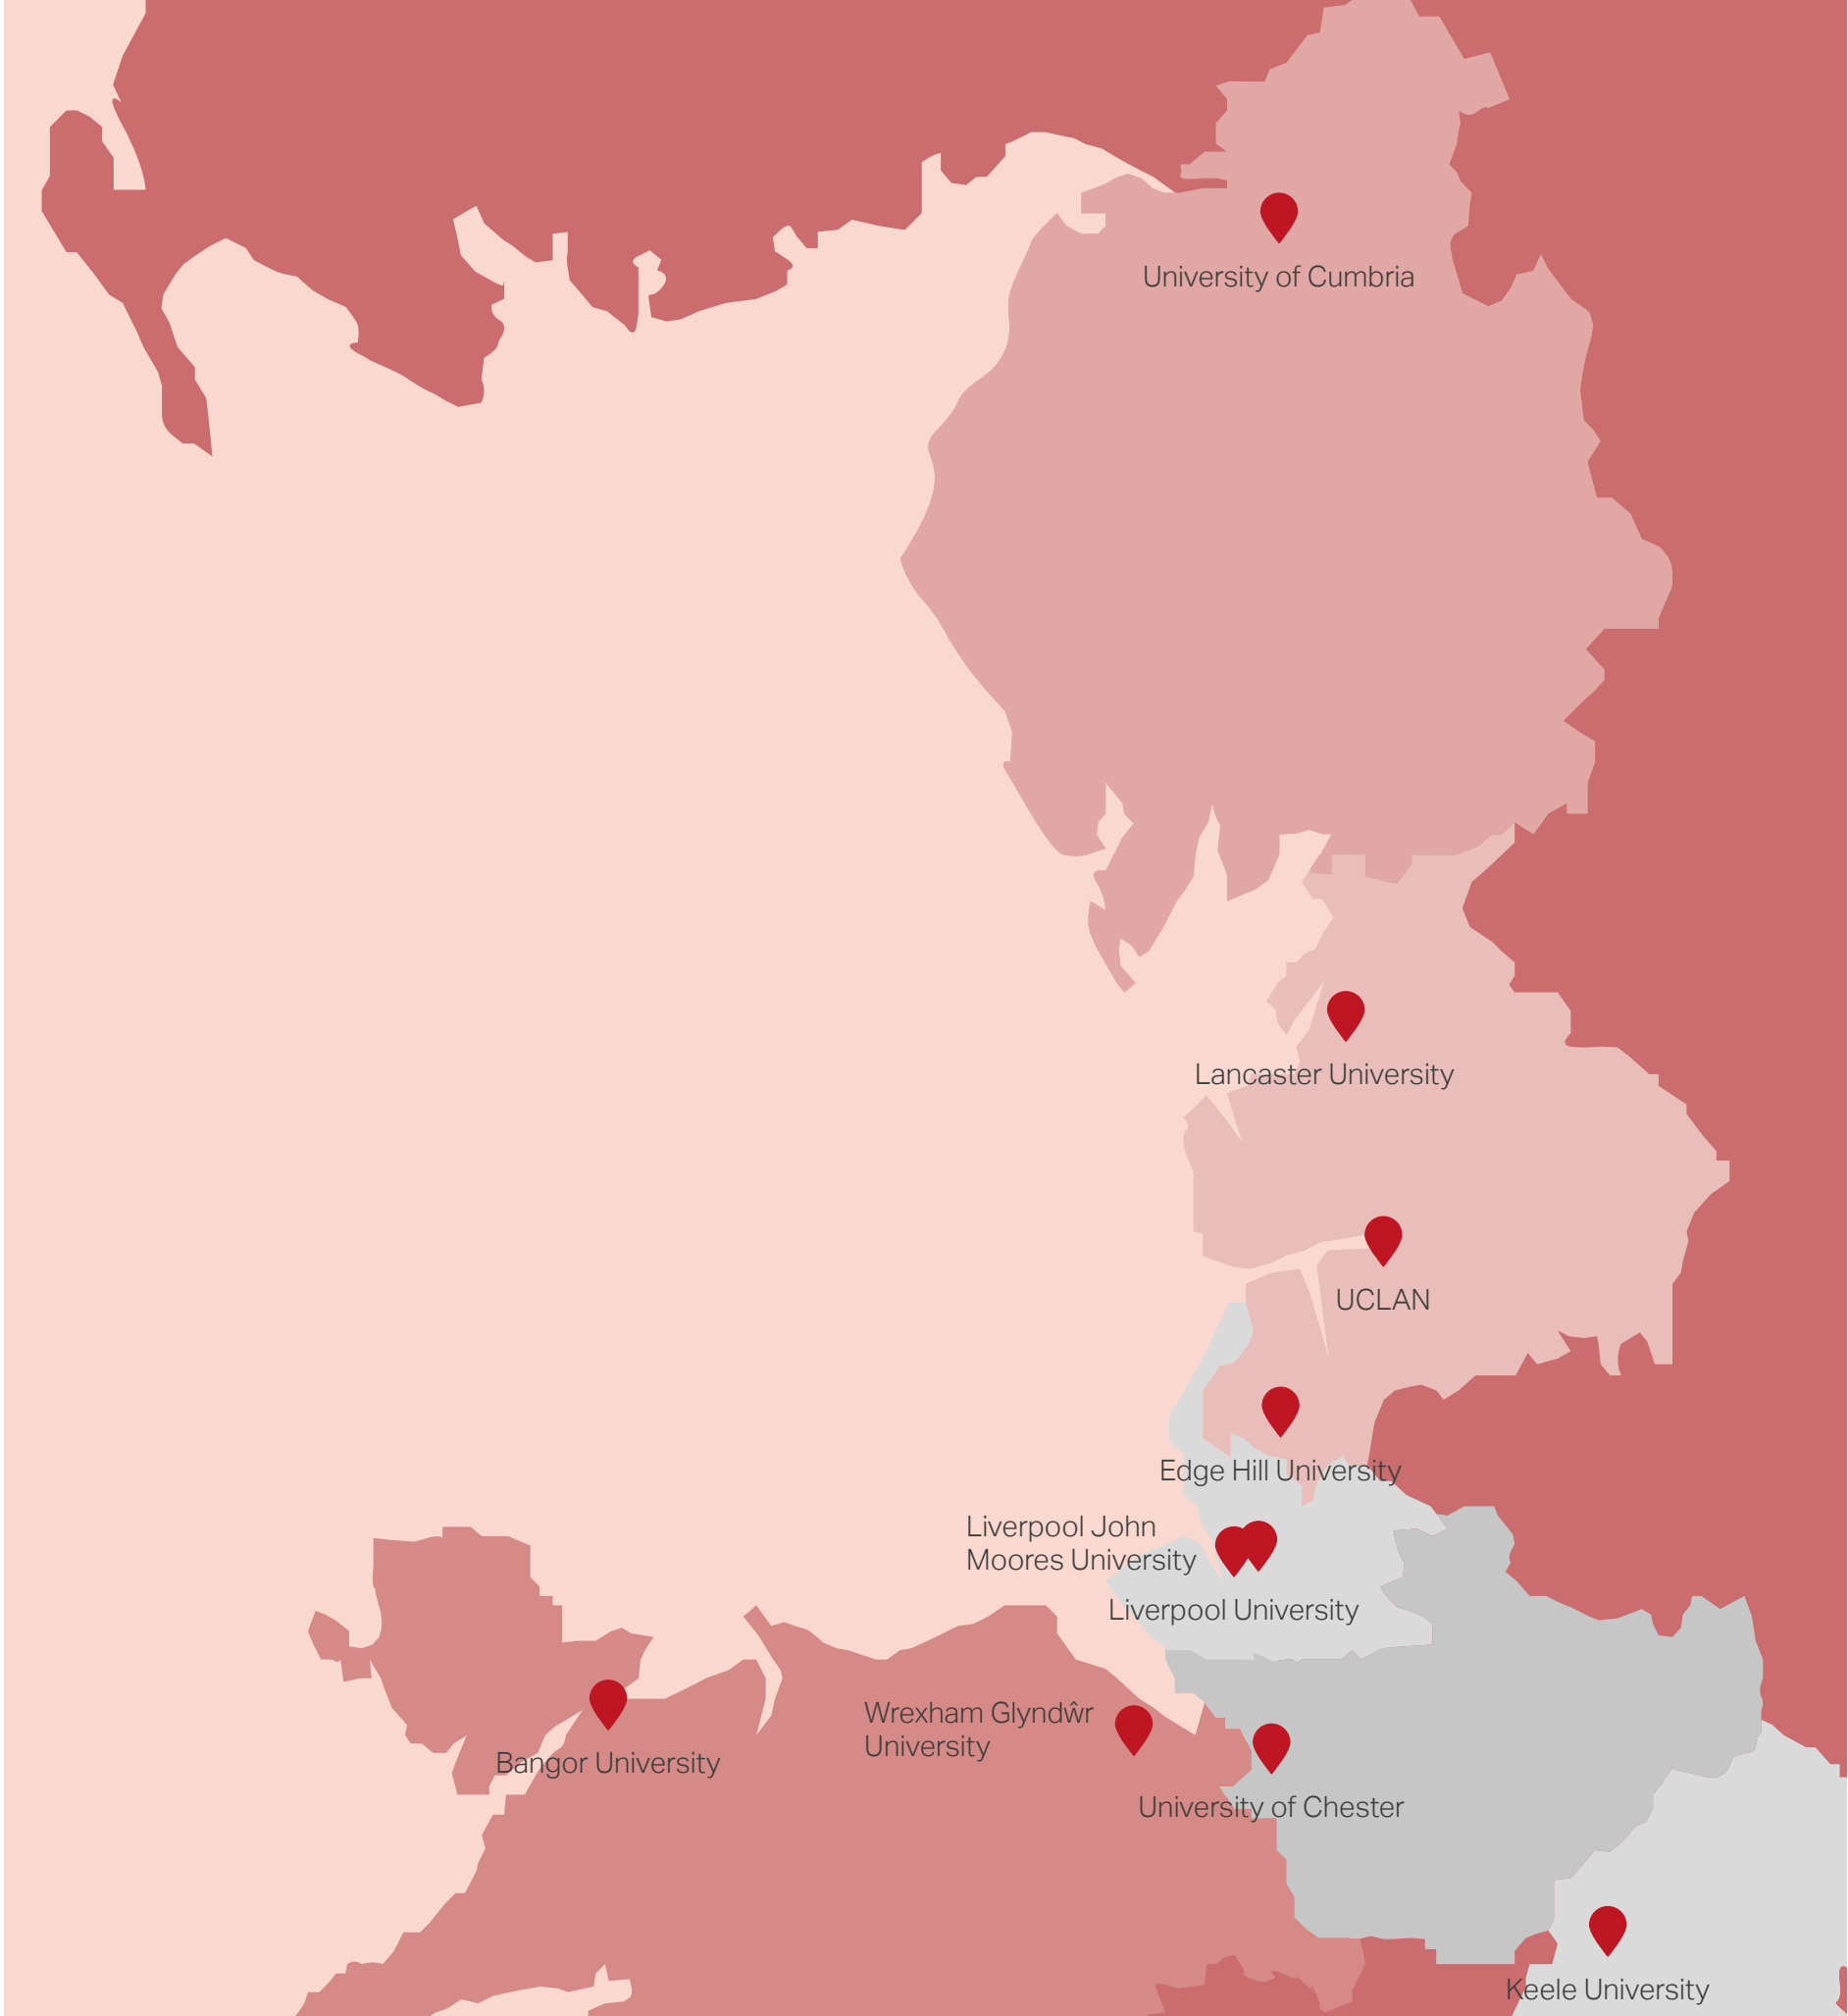 University of Cumbria
Lancaster University
UCLAN
Edge Hill University
Liverpool John
Moores University
Liverpool University
Wrexham Glyndŵr
University
Bangor University
University of Chester
Keele University